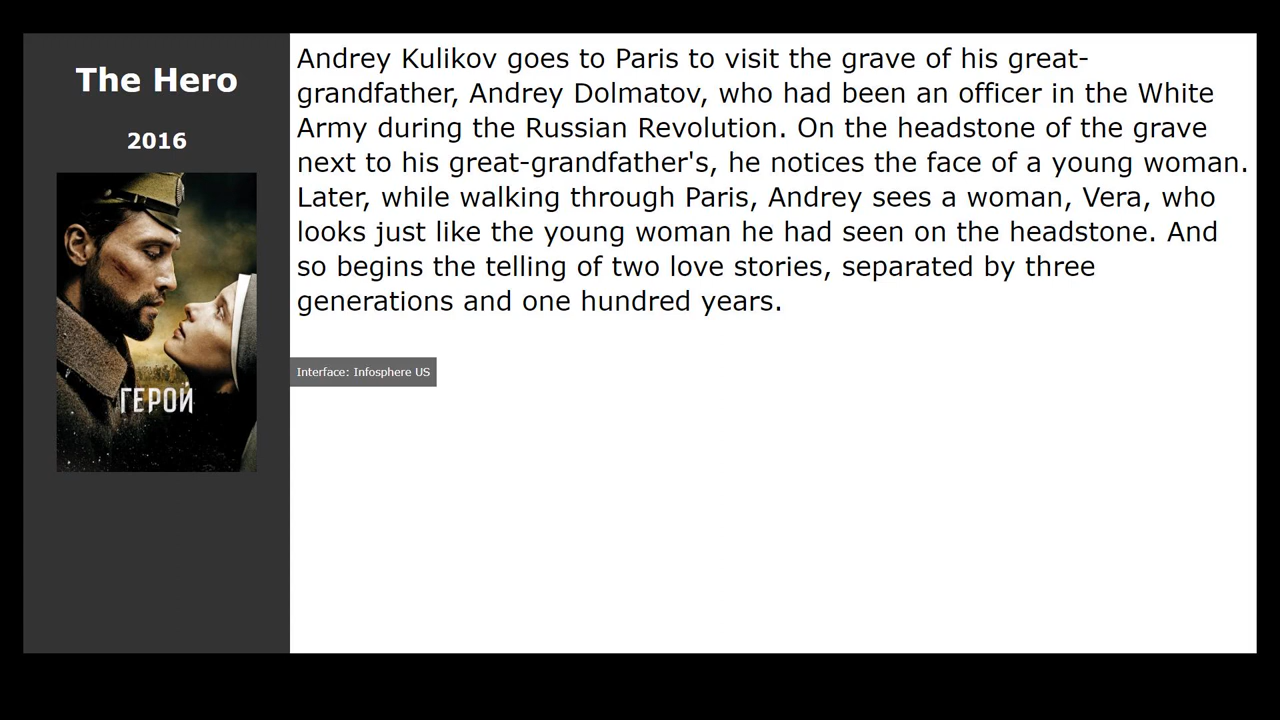 The Hero
2016
ГЕРОЙ
Andrey Kulikov goes to Paris to visit the grave of his great-
grandfather, Andrey Dolmatov, who had been an officer in the White
Army during the Russian Revolution. On the headstone of the grave
next to his great-grandfather's, he notices the face of a young woman.
Later, while walking through Paris, Andrey sees a woman, Vera, who
looks just like the young woman he had seen on the headstone. And
so begins the telling of two love stories, separated by three
generations and one hundred years.
Interface: Infosphere US